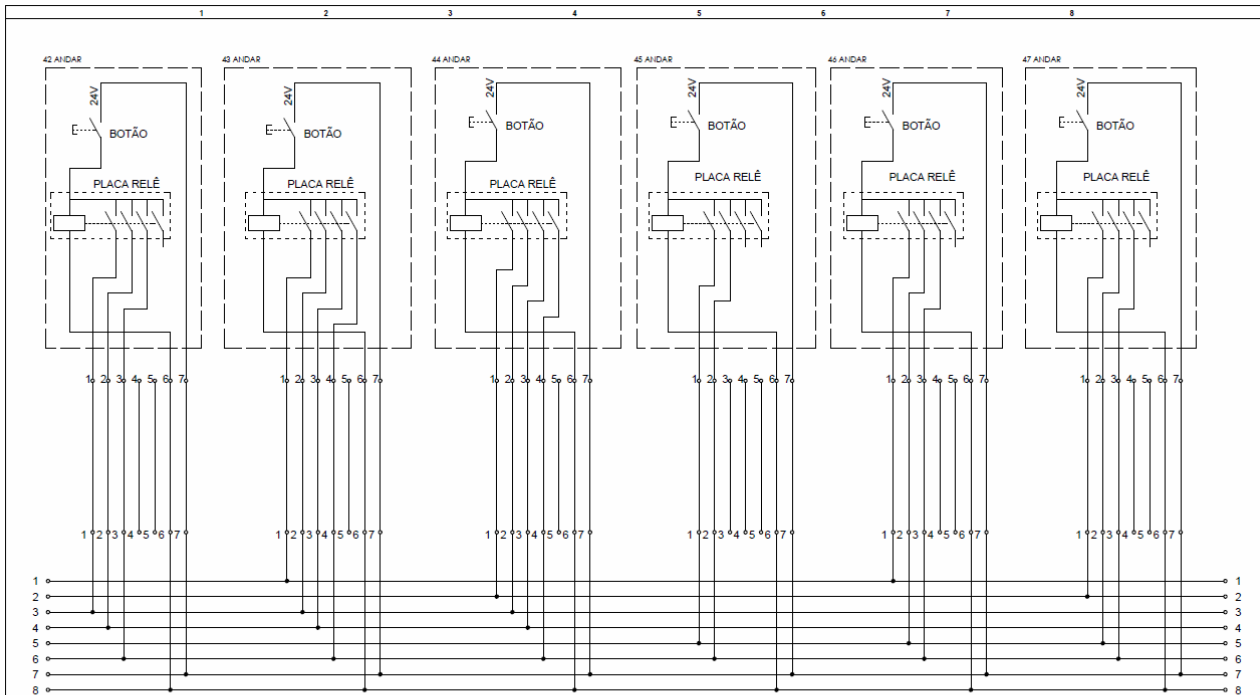 1 2 3 4 5 6 7 8
42 ANDAR 43 ANDAR 44 ANDAR 45 ANDAR 46 ANDAR 47 ANDAR
24V 24V 24V 24V 24V 24V
BOTÃO BOTÃO BOTÃO BOTÃO BOTÃO BOTÃO
PLACA RELÊ PLACA RELÊ PLACA RELÊ PLACA RELÊ PLACA RELÊ PLACA RELÊ
1 2 3 4 5 6 7 1 2 3 4 5 6 7 1 2 3 4 5 6 7 1 2 3 4 5 6 7 1 2 3 4 5 6 7 1 2 3 4 5 6 7
1 2 3 4 5 6 7 1 2 3 4 5 6 7 1 2 3 4 5 6 7 1 2 3 4 5 6 7 1 2 3 4 5 6 7 1 2 3 4 5 6 7
1 1
2 2
3 3
4 4
5 5
6 6
7 7
8 8